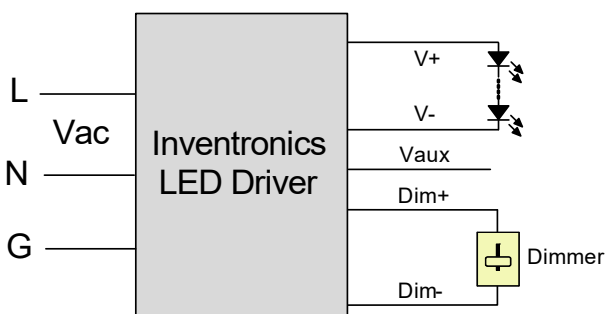 L
Vac
N
G
Inventronics
LED Driver
V+
V-
Vaux
Dim+
Dimmer
Dim-